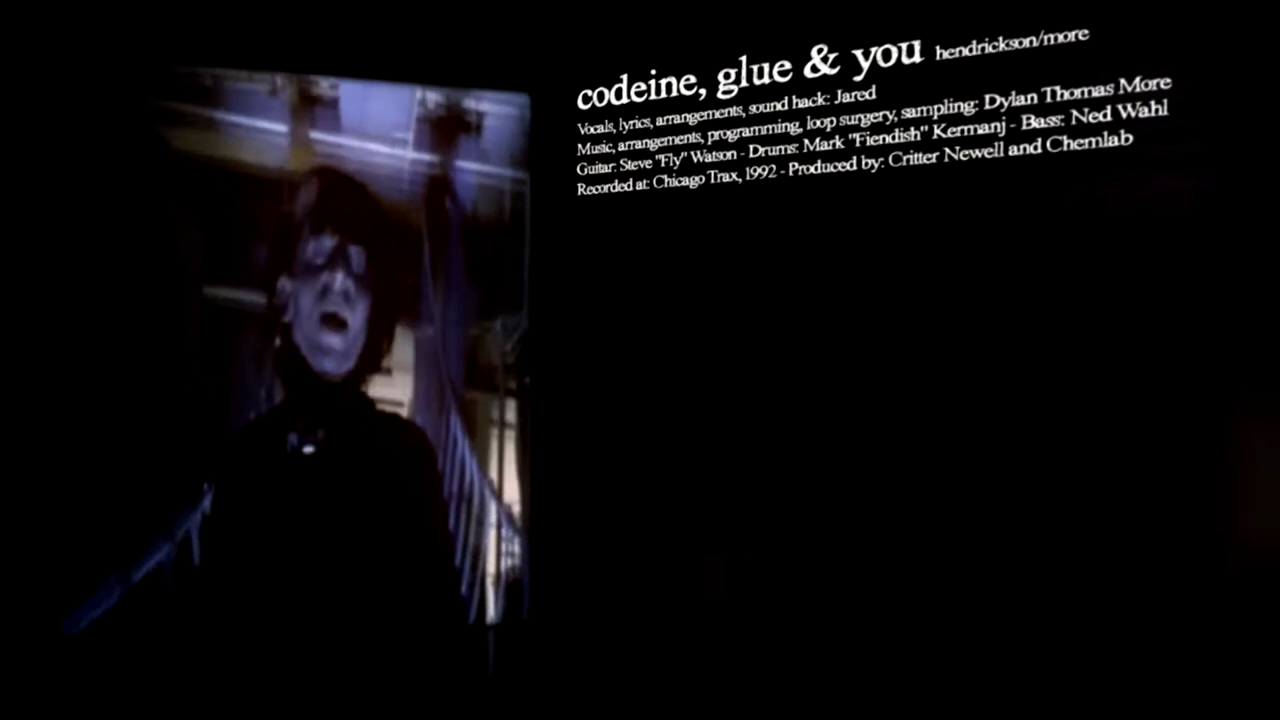 codeine, glue & you hendrickson/more
Vocals, lyrics, arrangements, sound hack: Jared
Music, arrangements, programming, loop surgery, sampling: Dylan Thomas More
Guitar: Steve "Fly" Watson - Drums: Mark "Fiendish" Kermanj - Bass: Ned Wahl
Recorded at: Chicago Trax, 1992 - Produced by: Critter Newell and Chemlab